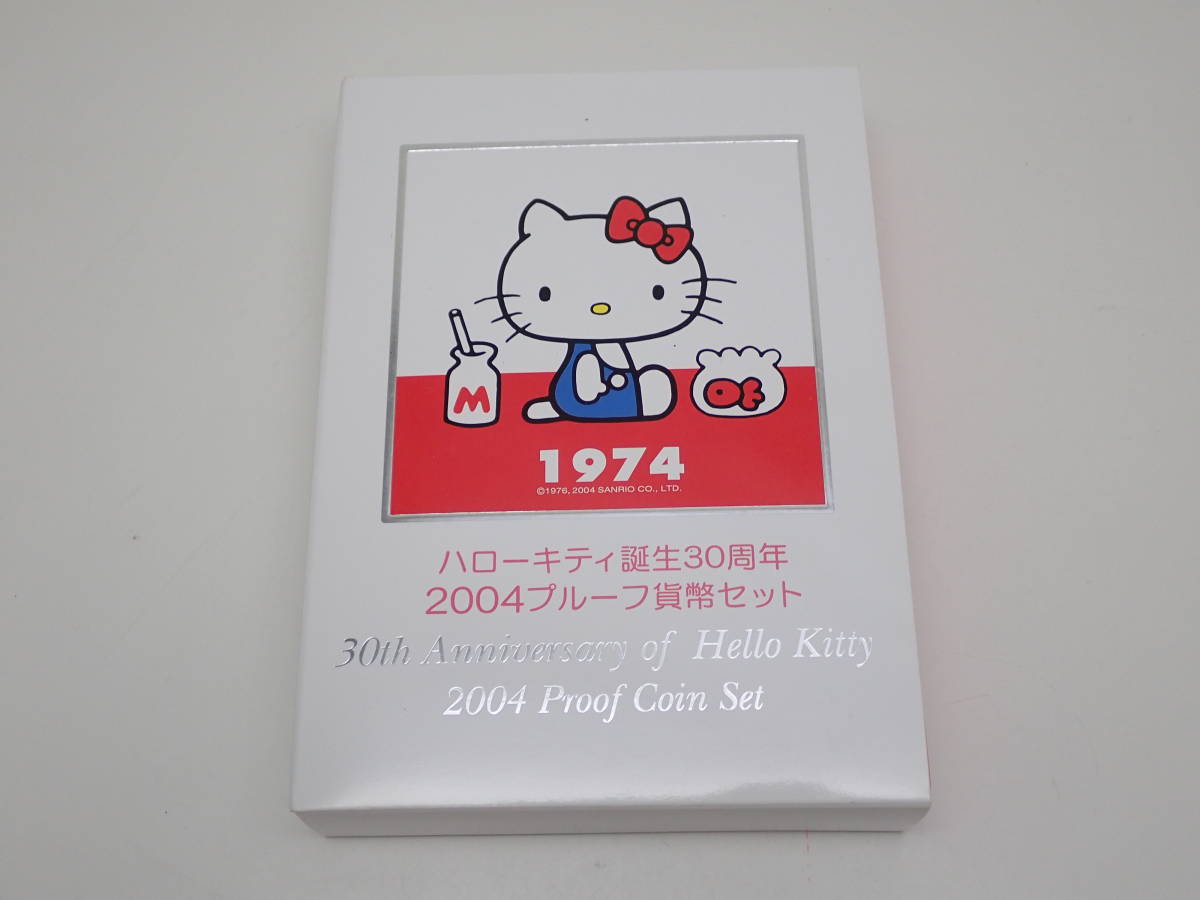 M
1974
©1976, 2004 SANRIO CO., LTD.
ハローキティ誕生30周年
2004プルーフ貨幣セット
30th Anniversary of Hello Kitty
2004 Proof Coin Set